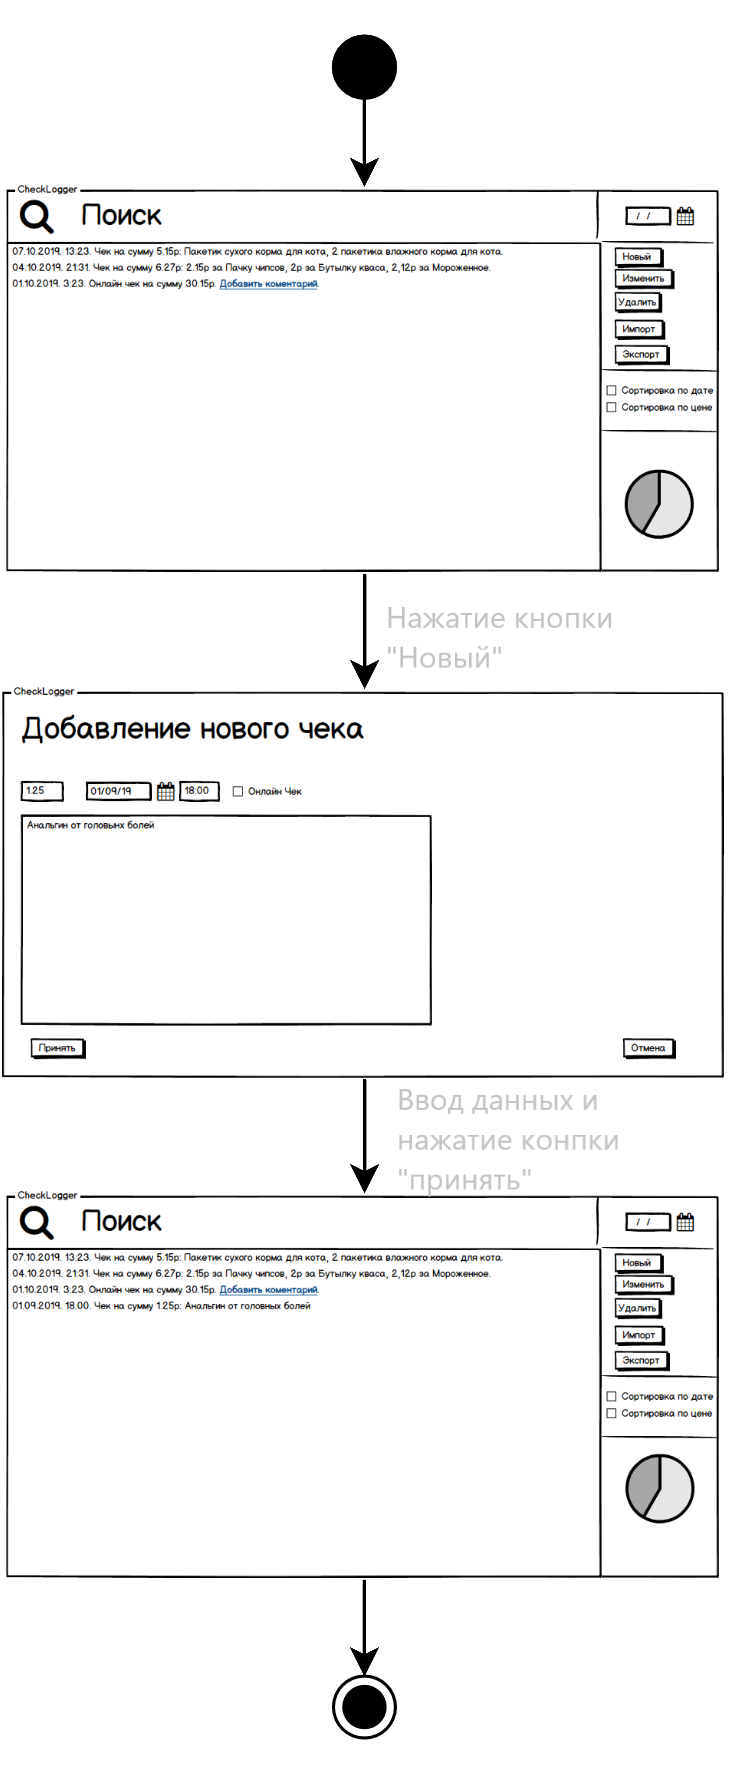 CheckLogger
Поиск
/ /
07.10.2019. 13:23. Чек на сумму 5.15р: Пакетик сухого корма для кота, 2 пакетика влажного корма для кота.
04.10.2019. 21:31. Чек на сумму 6.27р: 2.15р за Пачку чипсов, 2р за Бутылку кваса, 2,12р за Мороженное.
01.10.2019. 3:23. Онлайн чек на сумму 30.15р. Добавить коментарий.
Новый
Изменить
Удалить
Импорт
Экспорт
Сортировка по дате
Сортировка по цене
Нажатие кнопки
"Новый"
CheckLogger
Добавление нового чека
1.25 01/09/19 18:00 Онлайн Чек
Анальгин от головынх болей
Принять Отмена
Ввод данных и
нажатие конпки
"принять"
CheckLogger
Поиск
/ /
07.10.2019. 13:23. Чек на сумму 5.15р: Пакетик сухого корма для кота, 2 пакетика влажного корма для кота.
04.10.2019. 21:31. Чек на сумму 6.27р: 2.15р за Пачку чипсов, 2р за Бутылку кваса, 2,12р за Мороженное.
01.10.2019. 3:23. Онлайн чек на сумму 30.15р. Добавить коментарий.
01.09.2019. 18.00. Чек на сумму 1.25р: Анальгин от головных болей
Новый
Изменить
Удалить
Импорт
Экспорт
Сортировка по дате
Сортировка по цене